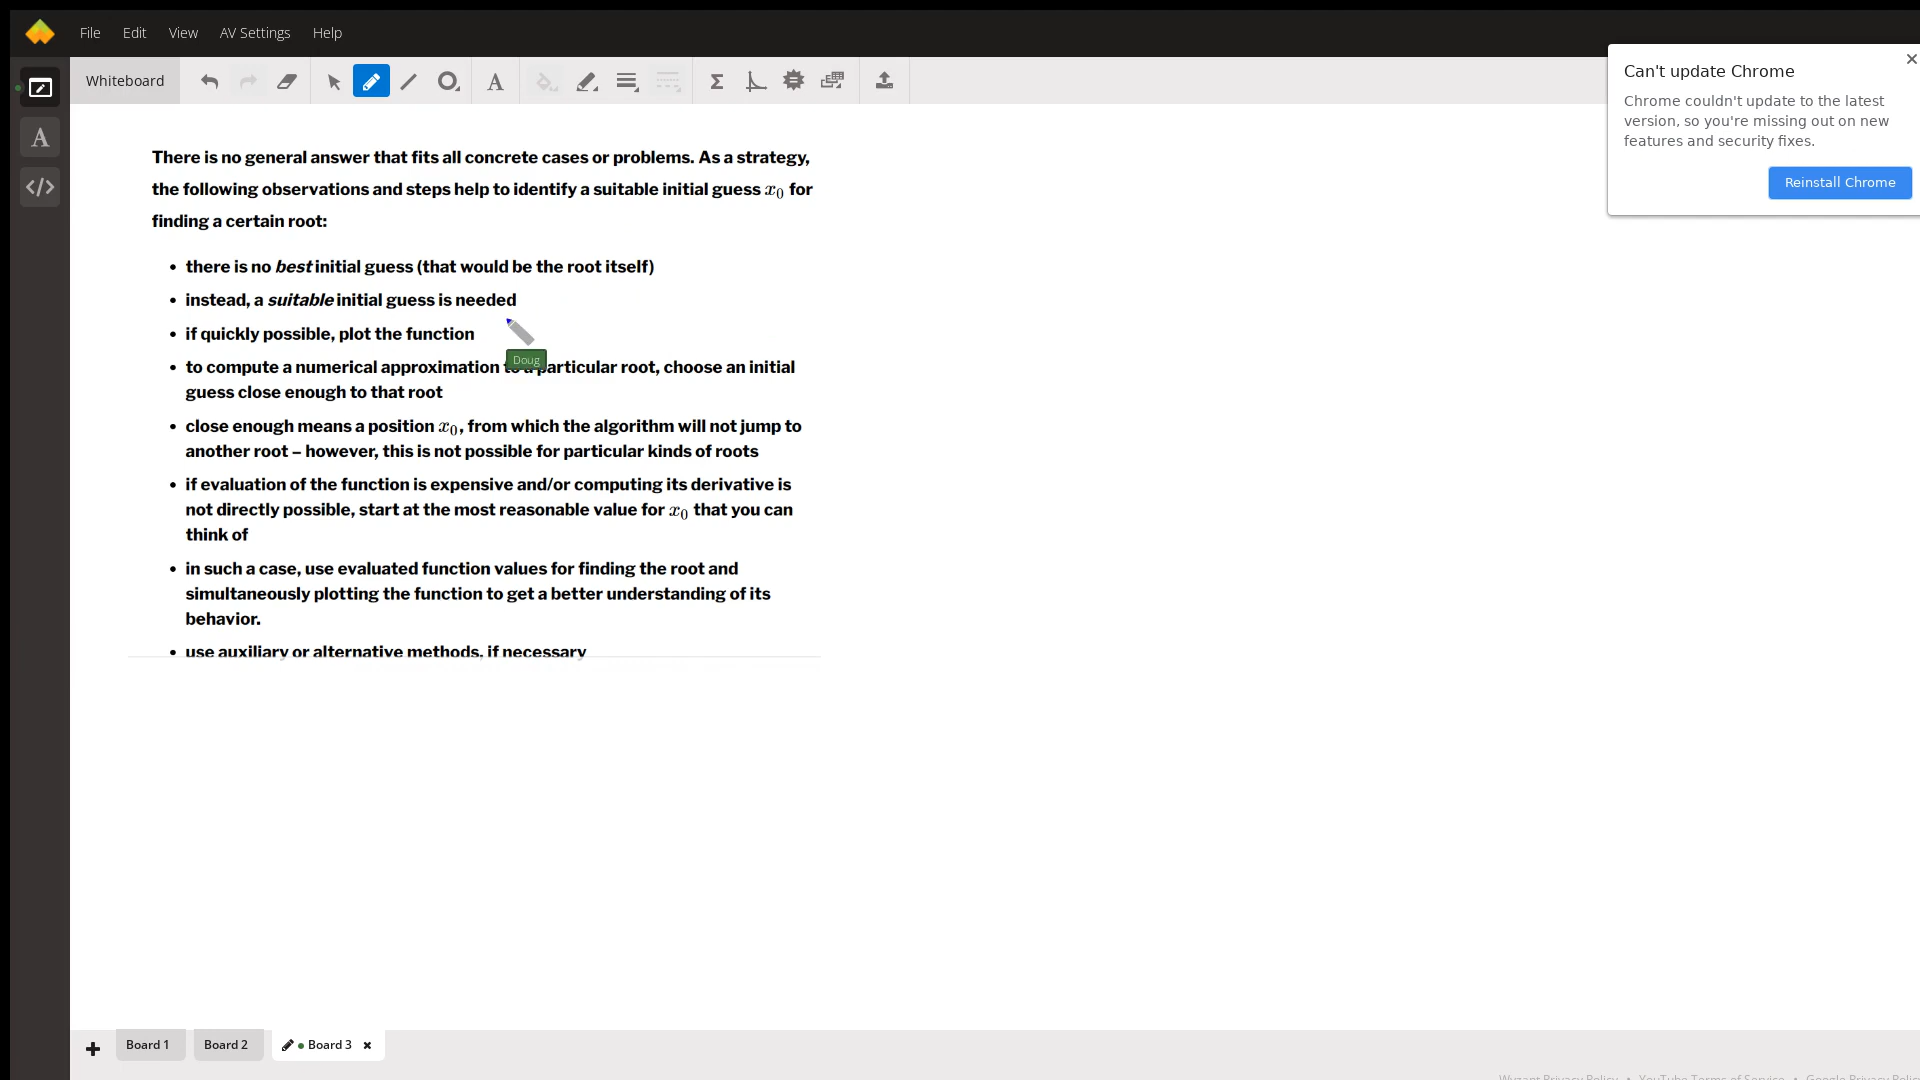 File Edit View AV Settings Help
Whiteboard
Can't update Chrome
Chrome couldn't update to the latest
version, so you're missing out on new
features and security fixes.
Reinstall Chrome
There is no general answer that fits all concrete cases or problems. As a strategy,
the following observations and steps help to identify a suitable initial guess x₀ for
finding a certain root:
• there is no best initial guess (that would be the root itself)
• instead, a suitable initial guess is needed
• if quickly possible, plot the function
Doug
• to compute a numerical approximation to a particular root, choose an initial
guess close enough to that root
• close enough means a position x₀, from which the algorithm will not jump to
another root – however, this is not possible for particular kinds of roots
• if evaluation of the function is expensive and/or computing its derivative is
not directly possible, start at the most reasonable value for x₀ that you can
think of
• in such a case, use evaluated function values for finding the root and
simultaneously plotting the function to get a better understanding of its
behavior.
• use auxiliary or alternative methods, if necessary
Board 1 Board 2 Board 3
Wyzant Privacy Policy • YouTube Terms of Service • Google Privacy